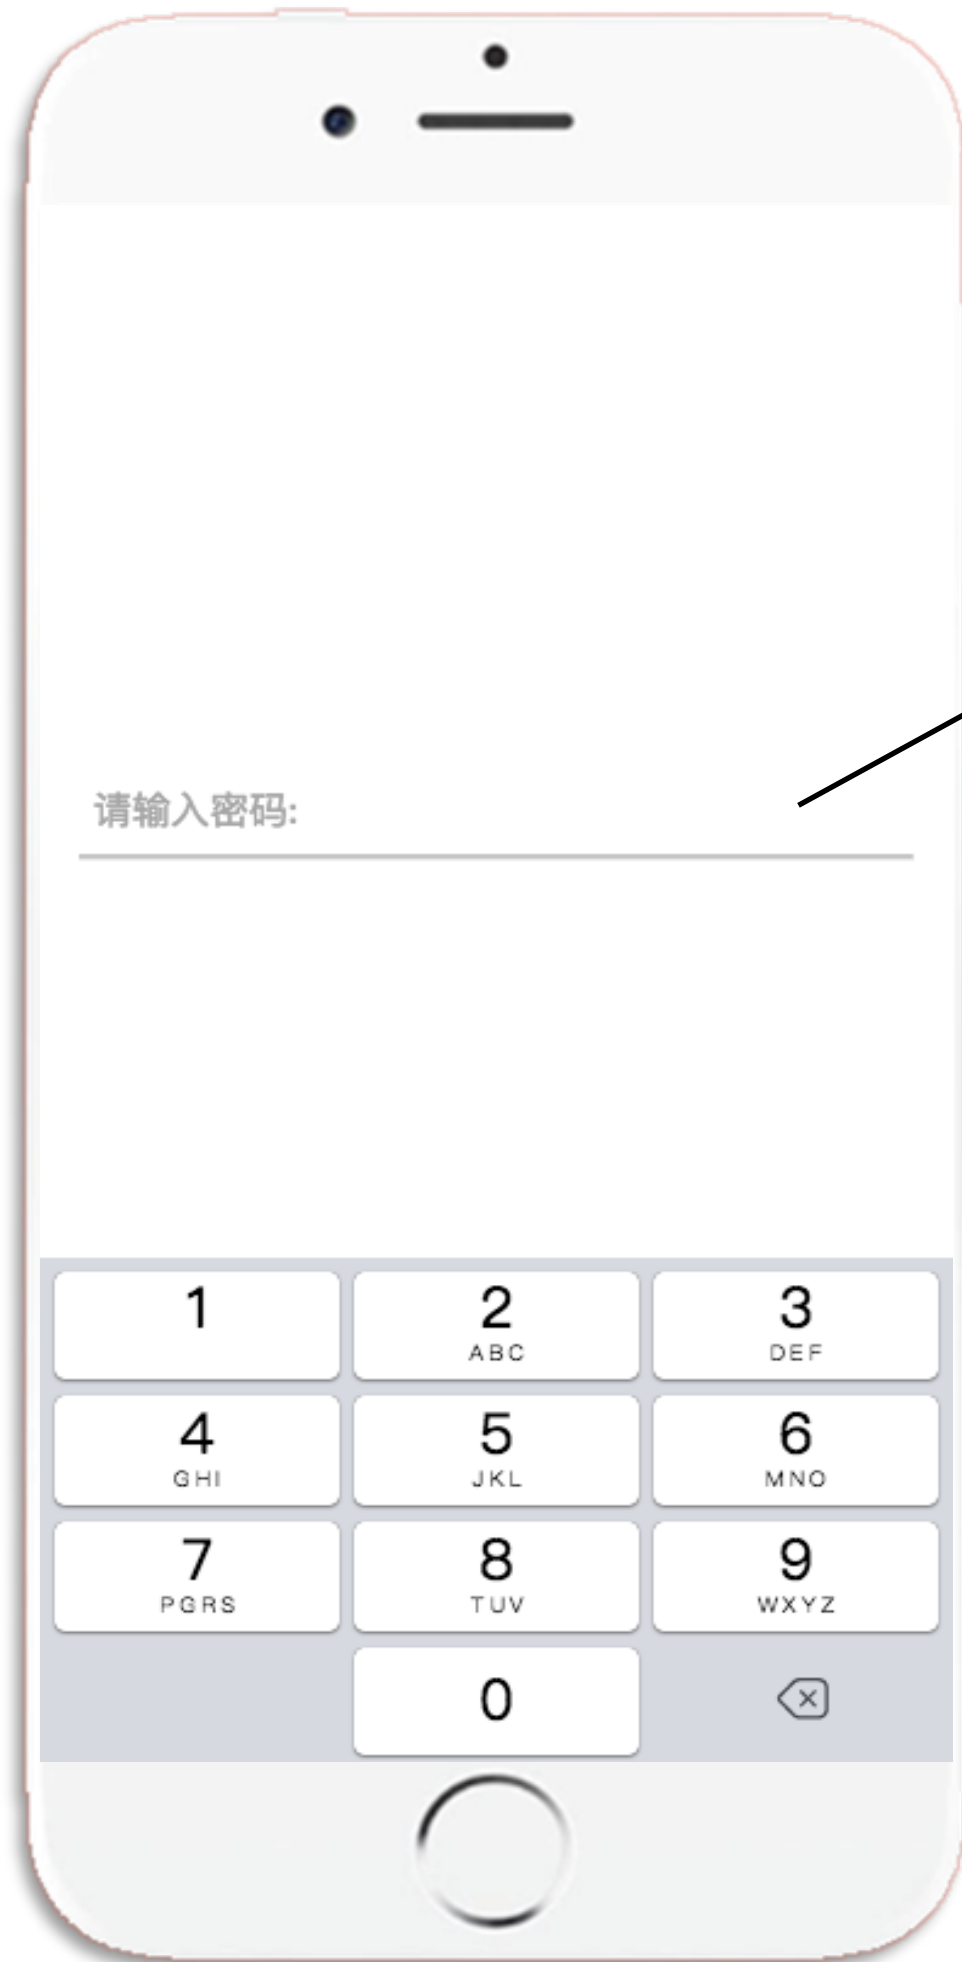 请输入密码:
1 2 3
ABC DEF
4 5 6
GHI JKL MNO
7 8 9
PGRS TUV WXYZ
0